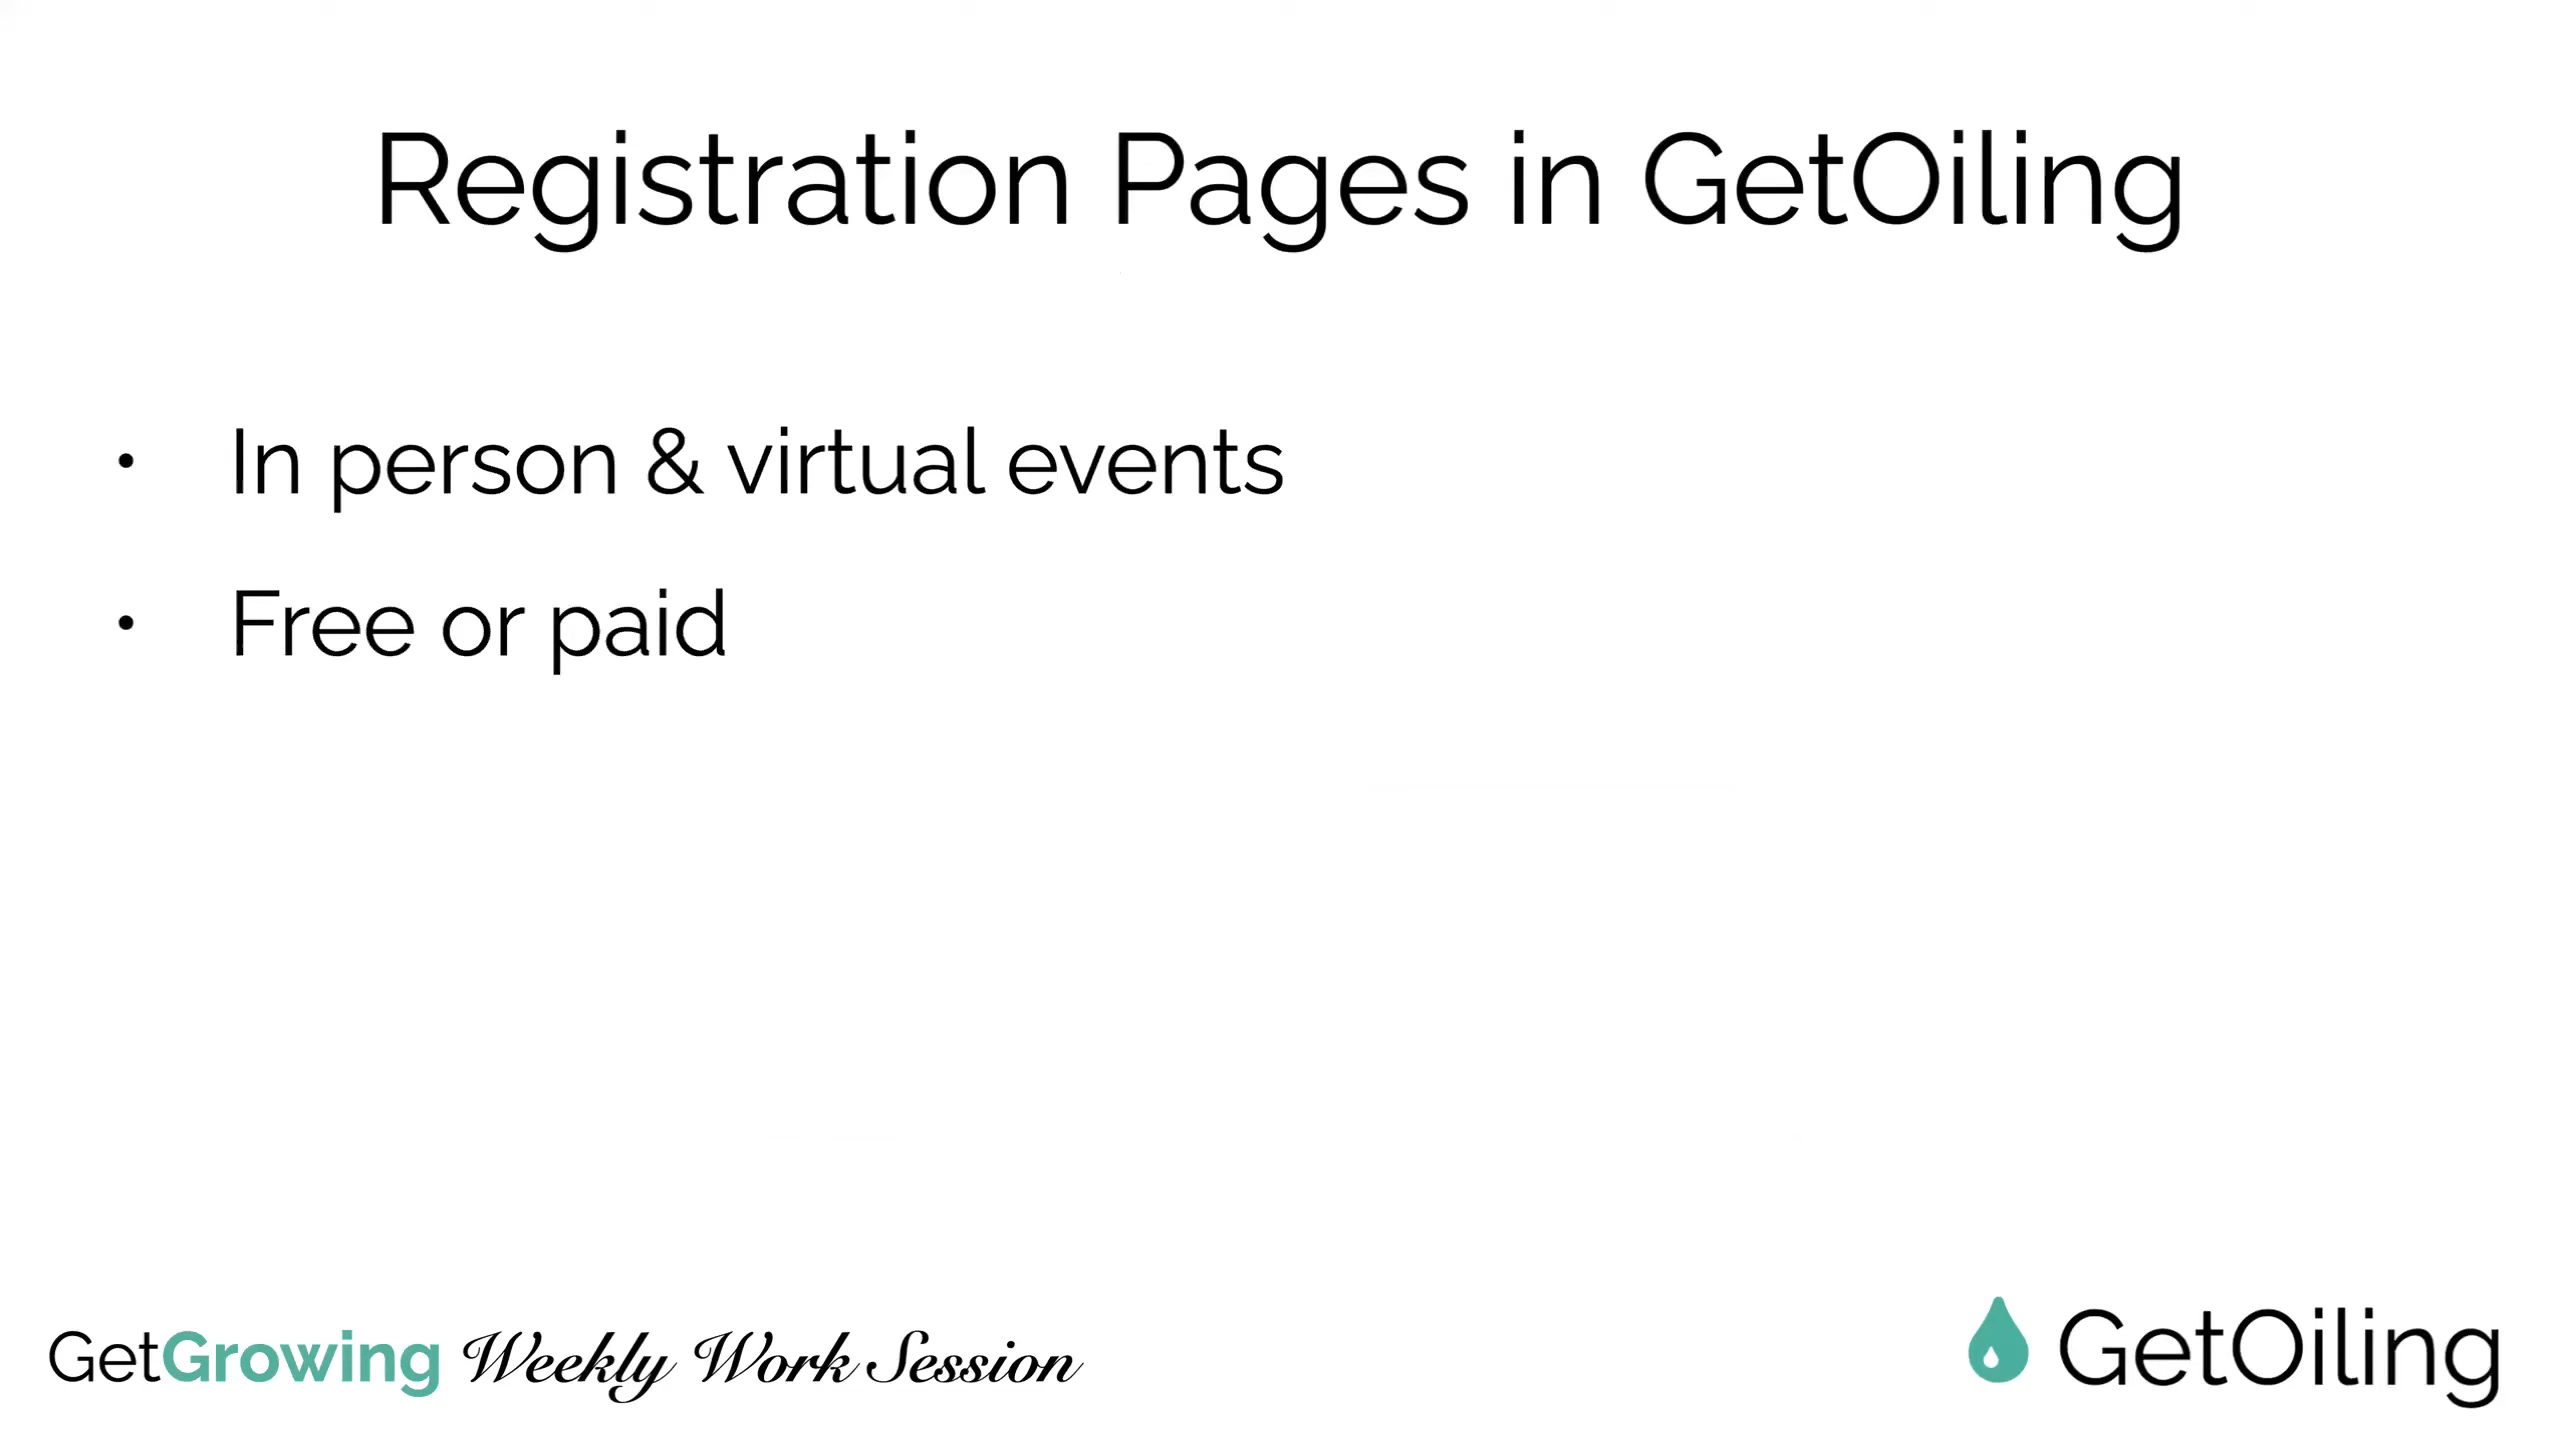 Registration Pages in GetOiling
• In person & virtual events
• Free or paid
GetGrowing Weekly Work Session
GetOiling